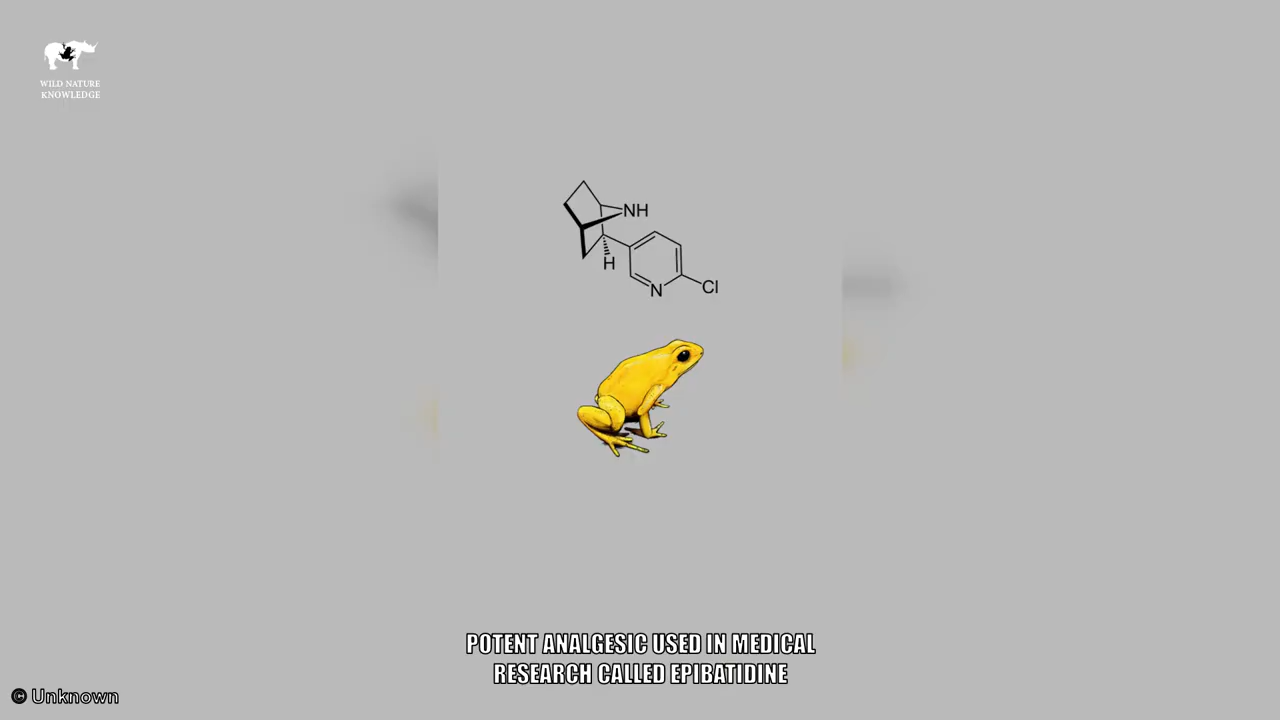 WILD NATURE
KNOWLEDGE
NH
H
N
Cl
POTENT ANALGESIC USED IN MEDICAL
RESEARCH CALLED EPIBATIDINE
© Unknown